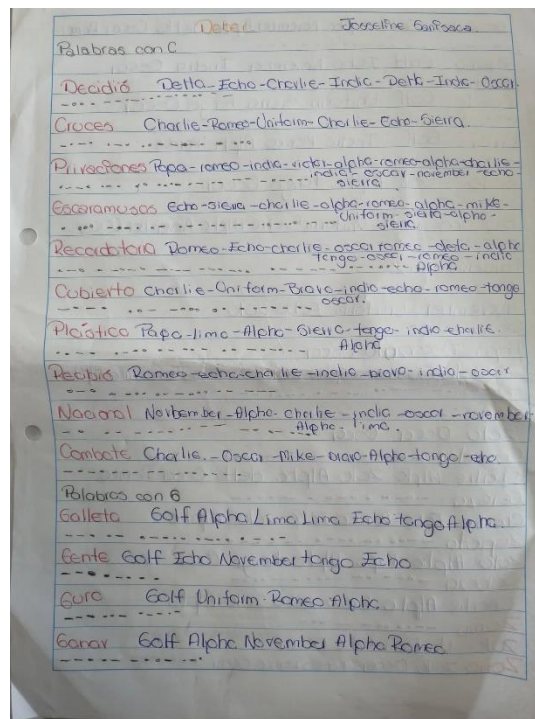 Deber Josseline
Palabras con C
Decidió Delta-Echo-Charlie-India-Delta-India-Oscar.
Cruces Charlie-Romeo-Uniform-Charlie-Echo-Sierra
Privaciones Papa-romeo-india-victor-alpha-romeo-alpha-charlie-
india-oscar-november-echo-
sierra
Escaramusas Echo-sierra-charlie-alpha-romeo-alpha-mike-
Uniform-sierra-alpha-
sierra
Recordatoria Romeo-Echo-charlie-oscar romeo-delta-alpha
tango-oscar-romeo-india
Alpha
Cubierto Charlie-Uniform-Bravo-india-echo-romeo-tango
oscar.
Plástica Papa-lima-Alpha-Sierra-tango-india-charlie.
Alpha
Recibió Romeo-echo-charlie-india-bravo-india-oscar
Nacional Norbember-Alpha-charlie-india-oscar-november-
Alpha-lima.
Combate Charlie-Oscar-Mike-bravo-Alpha-tango-echo.
Palabras con G
Galleta Golf Alpha Lima Lima Echo tango Alpha.
Gente Golf Echo November tango Echo
Gura Golf Uniform-Romeo Alpha.
Ganar Golf Alpha November Alpha Romeo